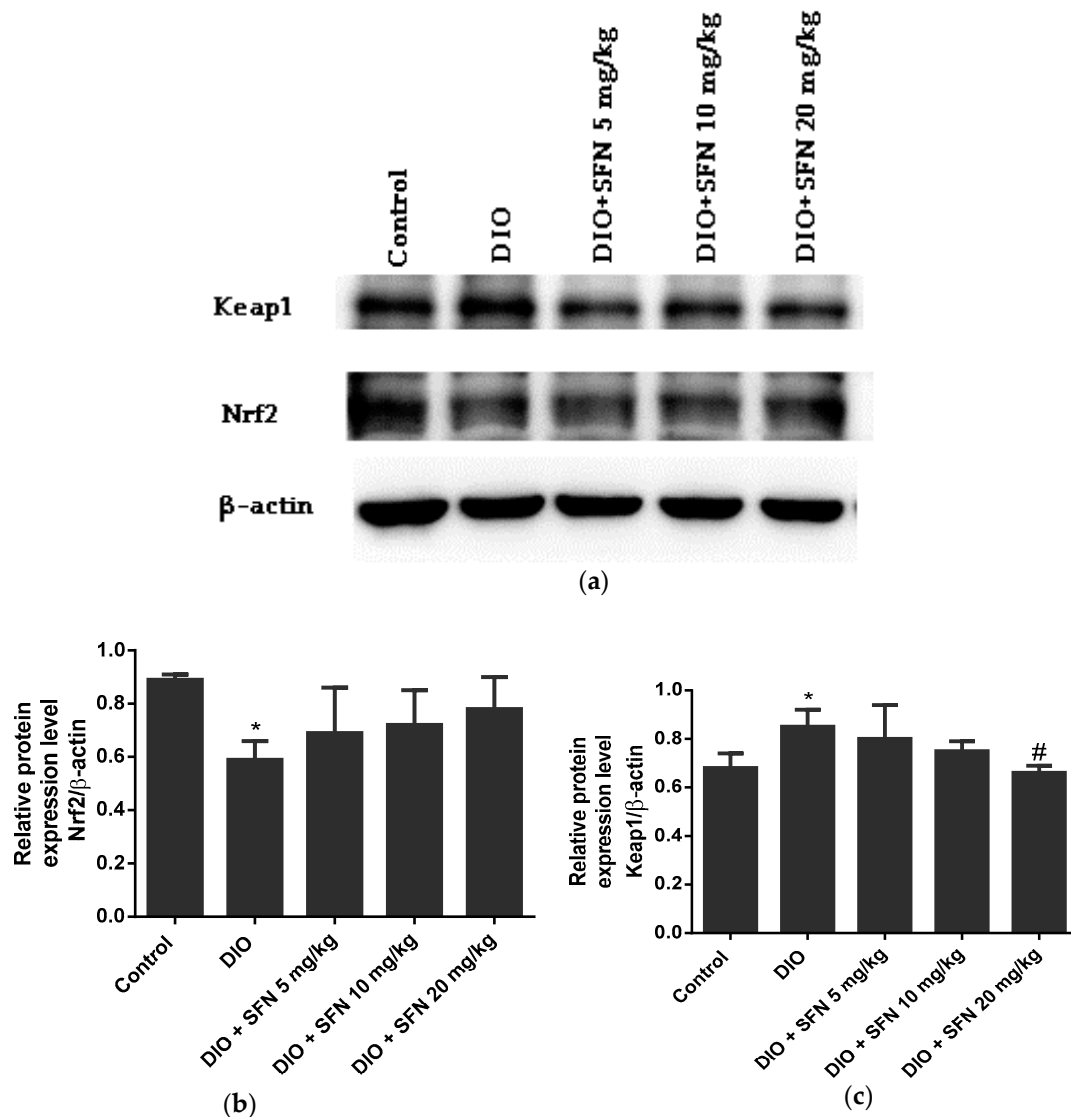 Control
DIO
DIO+SFN 5 mg/kg
DIO+SFN 10 mg/kg
DIO+SFN 20 mg/kg
Keap1
Nrf2
β-actin
(a)
Relative protein
expression level
Nrf2/β-actin
1.0
0.8
0.6
0.4
0.2
0.0
*
Control
DIO
DIO + SFN 5 mg/kg
DIO + SFN 10 mg/kg
DIO + SFN 20 mg/kg
(b)
Relative protein
expression level
Keap1/β-actin
1.0
0.8
0.6
0.4
0.2
0.0
*
#
Control
DIO
DIO + SFN 5 mg/kg
DIO + SFN 10 mg/kg
DIO + SFN 20 mg/kg
(c)